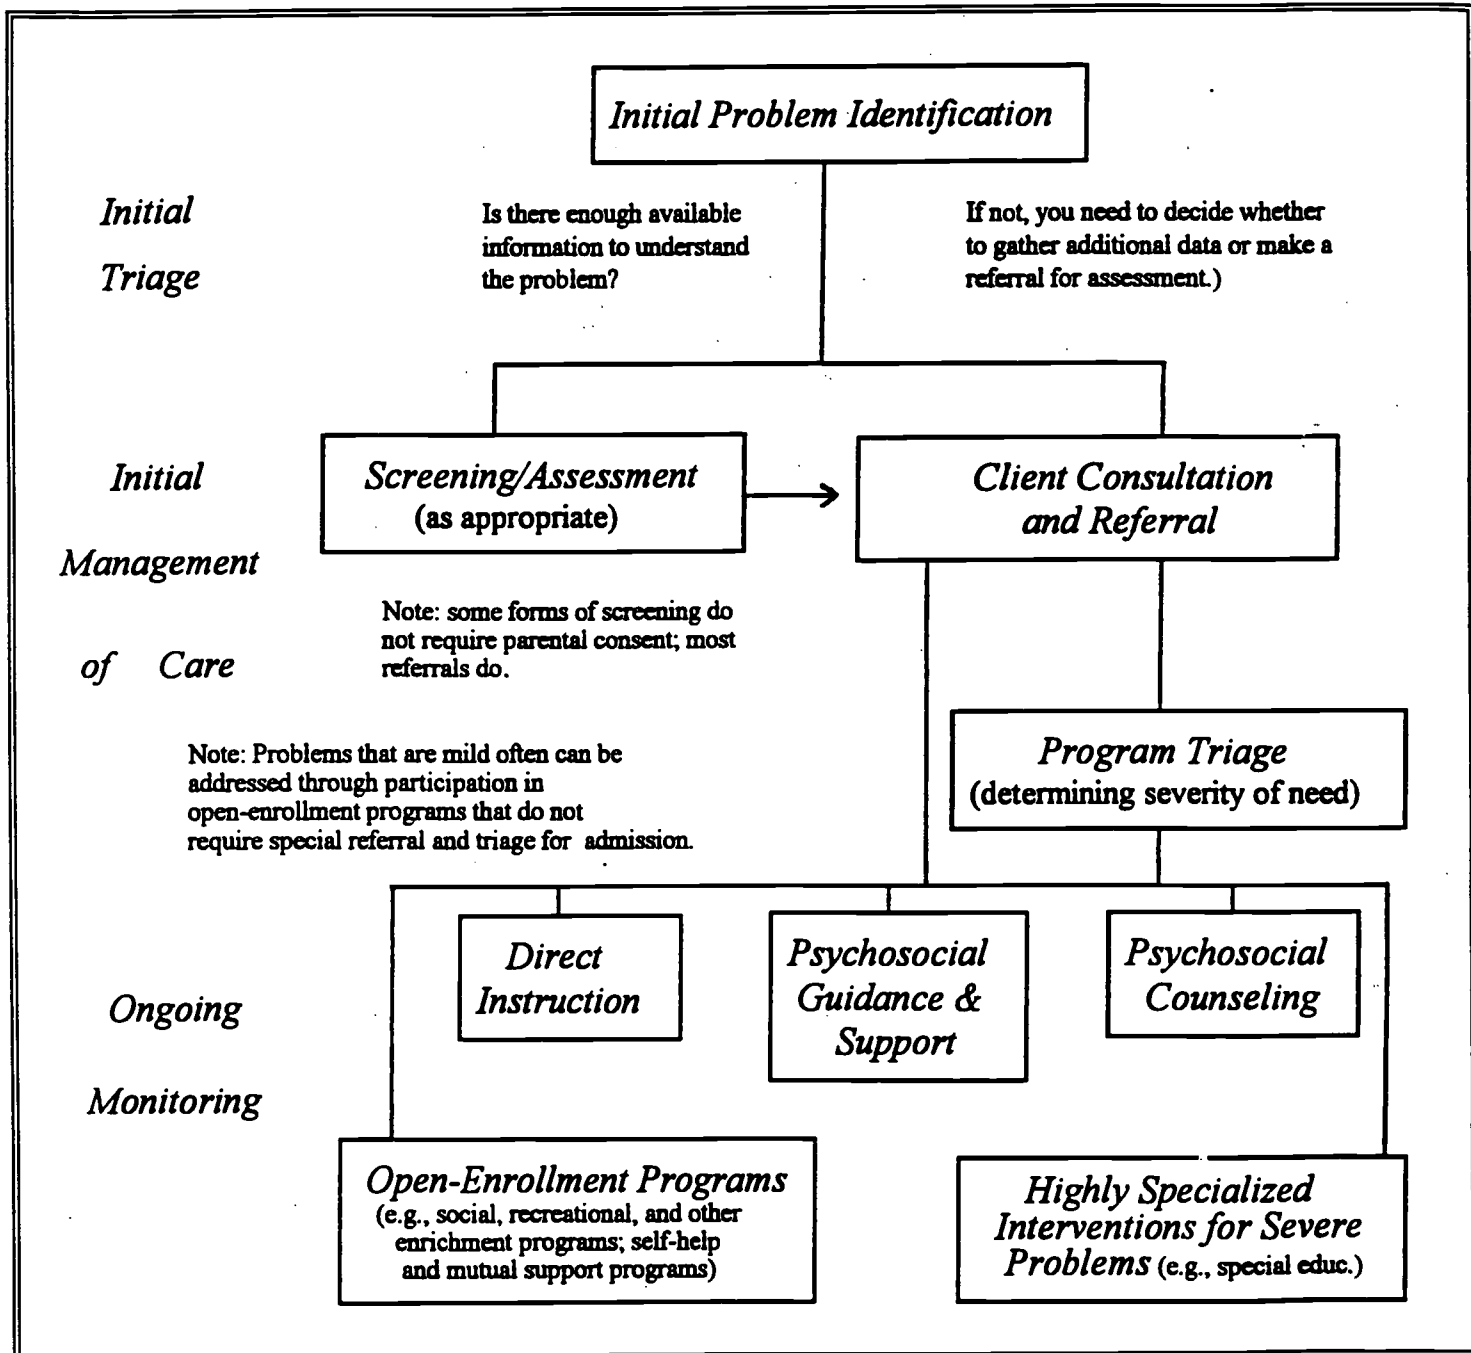 Initial Problem Identification
Initial
Triage
Is there enough available
information to understand
the problem?
If not, you need to decide whether
to gather additional data or make a
referral for assessment.)
Initial
Management
of Care
Screening/Assessment
(as appropriate)
Client Consultation
and Referral
Note: some forms of screening do
not require parental consent; most
referrals do.
Note: Problems that are mild often can be
addressed through participation in
open-enrollment programs that do not
require special referral and triage for admission.
Program Triage
(determining severity of need)
Ongoing
Monitoring
Direct
Instruction
Psychosocial
Guidance &
Support
Psychosocial
Counseling
Open-Enrollment Programs
(e.g., social, recreational, and other
enrichment programs; self-help
and mutual support programs)
Highly Specialized
Interventions for Severe
Problems (e.g., special educ.)